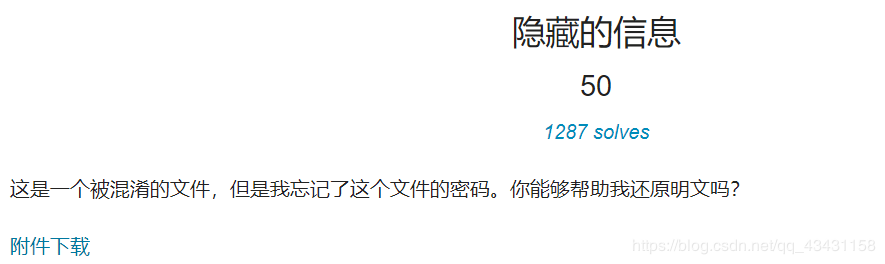 隐藏的信息
50
1287 solves
这是一个被混淆的文件，但是我忘记了这个文件的密码。你能够帮助我还原明文吗？
附件下载
https://blog.csdn.net/qq_43431158